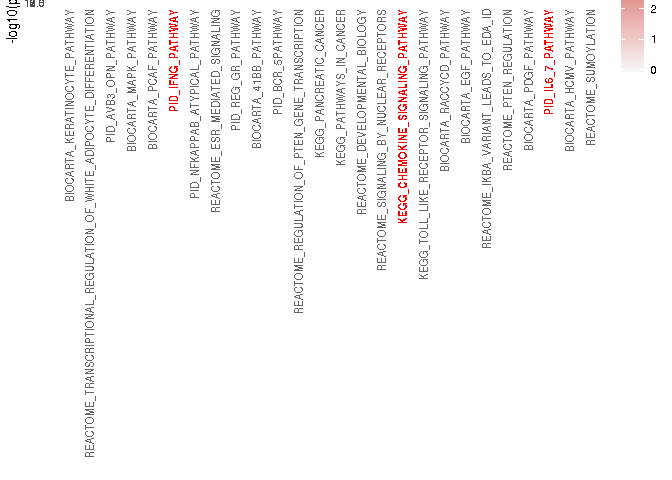 -log10(p
BIOCARTA_KERATINOCYTE_PATHWAY
REACTOME_TRANSCRIPTIONAL_REGULATION_OF_WHITE_ADIPOCYTE_DIFFERENTIATION
PID_AVB3_OPN_PATHWAY
BIOCARTA_MAPK_PATHWAY
BIOCARTA_PCAF_PATHWAY
PID_IFNG_PATHWAY
PID_NFKAPPAB_ATYPICAL_PATHWAY
REACTOME_ESR_MEDIATED_SIGNALING
PID_REG_GR_PATHWAY
BIOCARTA_41BB_PATHWAY
PID_BCR_5PATHWAY
REACTOME_REGULATION_OF_PTEN_GENE_TRANSCRIPTION
KEGG_PANCREATIC_CANCER
KEGG_PATHWAYS_IN_CANCER
REACTOME_DEVELOPMENTAL_BIOLOGY
REACTOME_SIGNALING_BY_NUCLEAR_RECEPTORS
KEGG_CHEMOKINE_SIGNALING_PATHWAY
KEGG_TOLL_LIKE_RECEPTOR_SIGNALING_PATHWAY
BIOCARTA_RACCYCD_PATHWAY
BIOCARTA_EGF_PATHWAY
REACTOME_IKBA_VARIANT_LEADS_TO_EDA_ID
REACTOME_PTEN_REGULATION
BIOCARTA_PDGF_PATHWAY
PID_IL6_7_PATHWAY
BIOCARTA_HCMV_PATHWAY
REACTOME_SUMOYLATION
2
1
0